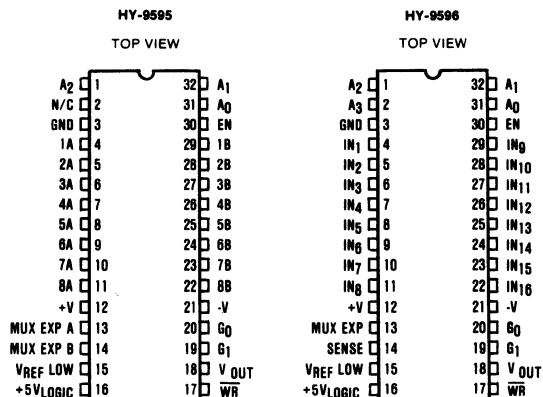 HY-9595 HY-9596
TOP VIEW TOP VIEW
A2 1 32 A1 A2 1 32 A1
N/C 2 31 A0 A3 2 31 A0
GND 3 30 EN GND 3 30 EN
1A 4 29 1B IN1 4 29 IN9
2A 5 28 2B IN2 5 28 IN10
3A 6 27 3B IN3 6 27 IN11
4A 7 26 4B IN4 7 26 IN12
5A 8 25 5B IN5 8 25 IN13
6A 9 24 6B IN6 9 24 IN14
7A 10 23 7B IN7 10 23 IN15
8A 11 22 8B IN8 11 22 IN16
+V 12 21 -V +V 12 21 -V
MUX EXP A 13 20 G0 MUX EXP 13 20 G0
MUX EXP B 14 19 G1 SENSE 14 19 G1
VREF LOW 15 18 V OUT VREF LOW 15 18 V OUT
+5VLOGIC 16 17 WR +5VLOGIC 16 17 WR